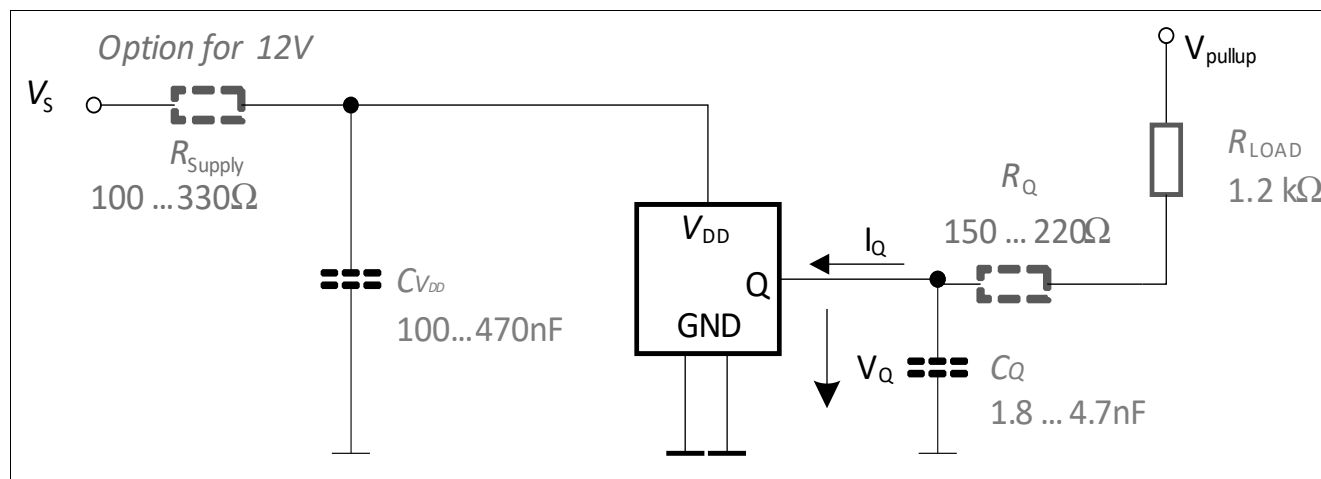 Option for 12V
V_S
R_Supply
100 ... 330Ω
C_VDD
100...470nF
V_DD
Q
GND
I_Q
V_Q
R_Q
150 ... 220Ω
C_Q
1.8 ... 4.7nF
V_pullup
R_LOAD
1.2 kΩ